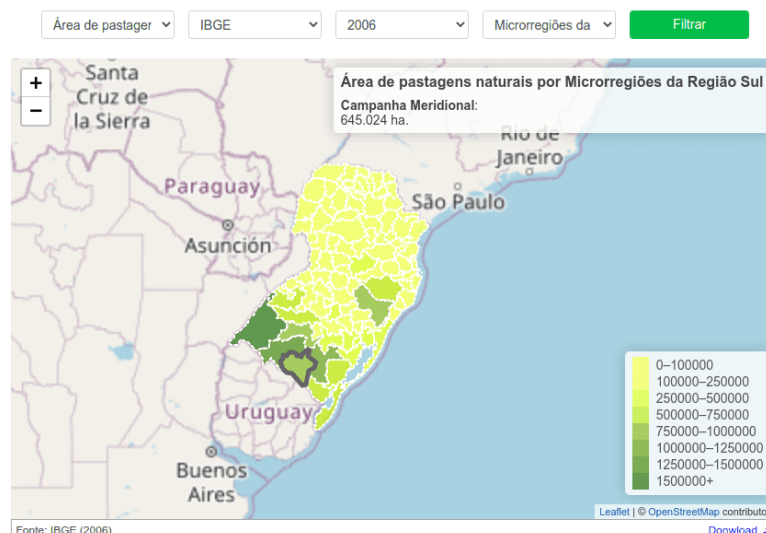 Área de pastager
IBGE
2006
Microrregiões da
Filtrar
+
−
Área de pastagens naturais por Microrregiões da Região Sul
Campanha Meridional:
645.024 ha.
Santa
Cruz de
la Sierra
Rio de
Janeiro
Paraguay
São Paulo
Asunción
Uruguay
Buenos
Aires
0–100000
100000–250000
250000–500000
500000–750000
750000–1000000
1000000–1250000
1250000–1500000
1500000+
Leaflet | © OpenStreetMap contributo
Fonte: IBGE (2006)
Donwload